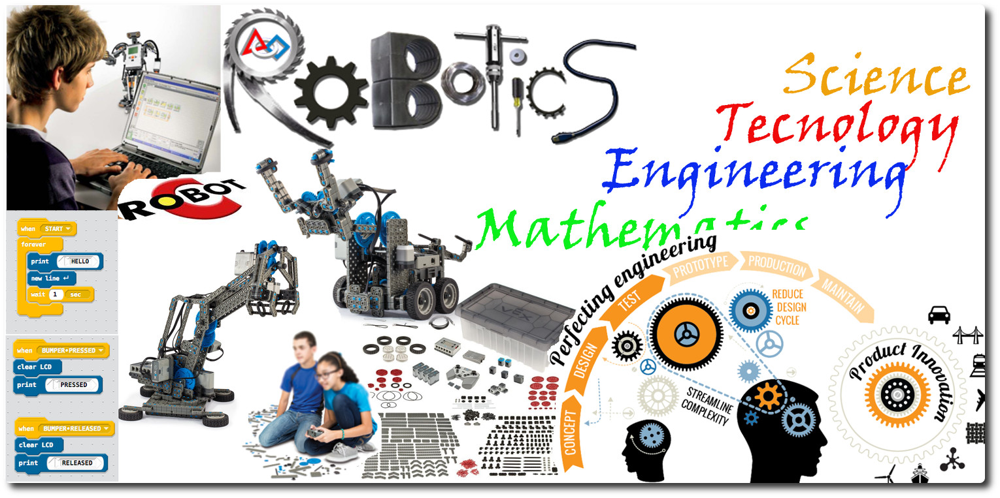 RoBoTicS
Science
Tecnology
Engineering
Mathematics
ROBOT
when START
forever
print HELLO
new line ↵
wait 1 sec
when BUMPER•PRESSED
clear LCD
print PRESSED
when BUMPER•RELEASED
clear LCD
print RELEASED
VEX
Perfecting engineering
CONCEPT
DESIGN
TEST
PROTOTYPE
PRODUCTION
MAINTAIN
REDUCE
DESIGN
CYCLE
STREAMLINE
COMPLEXITY
Product Innovation